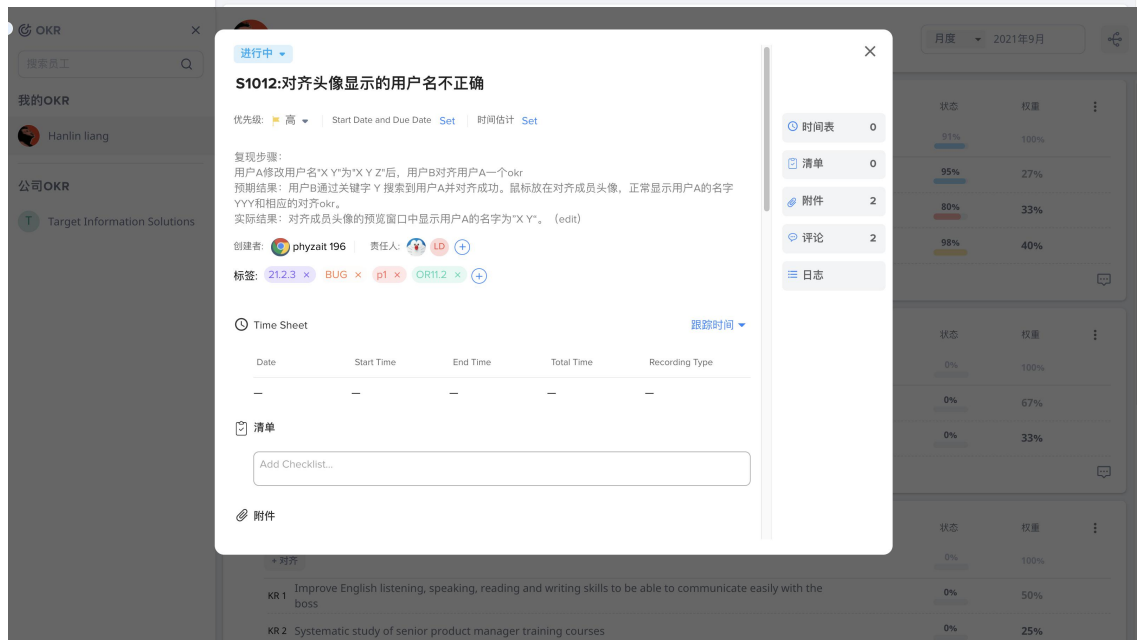 OKR
搜索员工
我的OKR
Hanlin liang
公司OKR
T Target Information Solutions
月度 2021年9月
进行中
S1012:对齐头像显示的用户名不正确
优先级: 高 Start Date and Due Date Set 时间估计 Set
复现步骤：
用户A修改用户名"X Y"为"X Y Z"后，用户B对齐用户A一个okr
预期结果：用户B通过关键字 Y 搜索到用户A并对齐成功。鼠标放在对齐成员头像，正常显示用户A的名字
YYY和相应的对齐okr。
实际结果：对齐成员头像的预览窗口中显示用户A的名字为"X Y"。 (edit)
创建者: phyzait 196 责任人: LD
标签: 21.2.3 × BUG × p1 × OR11.2 ×
Time Sheet 跟踪时间
Date Start Time End Time Total Time Recording Type
— — — — —
清单
Add Checklist...
附件
时间表 0
清单 0
附件 2
评论 2
日志
状态 权重
91% 100%
95% 27%
80% 33%
98% 40%
状态 权重
0% 100%
0% 67%
0% 33%
状态 权重
+ 对齐 0% 100%
KR 1 Improve English listening, speaking, reading and writing skills to be able to communicate easily with the
boss 0% 50%
KR 2 Systematic study of senior product manager training courses 0% 25%